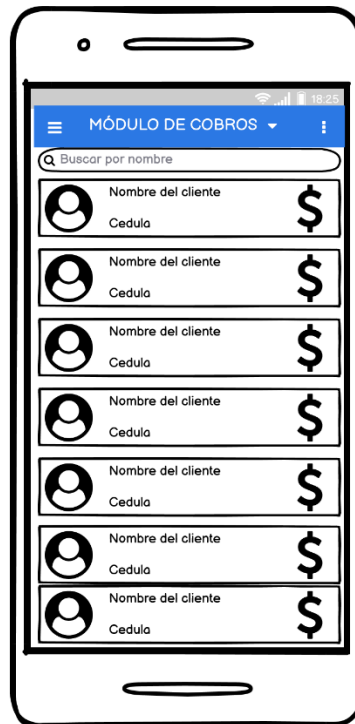 18:25
MÓDULO DE COBROS
Buscar por nombre
Nombre del cliente
Cedula
Nombre del cliente
Cedula
Nombre del cliente
Cedula
Nombre del cliente
Cedula
Nombre del cliente
Cedula
Nombre del cliente
Cedula
Nombre del cliente
Cedula